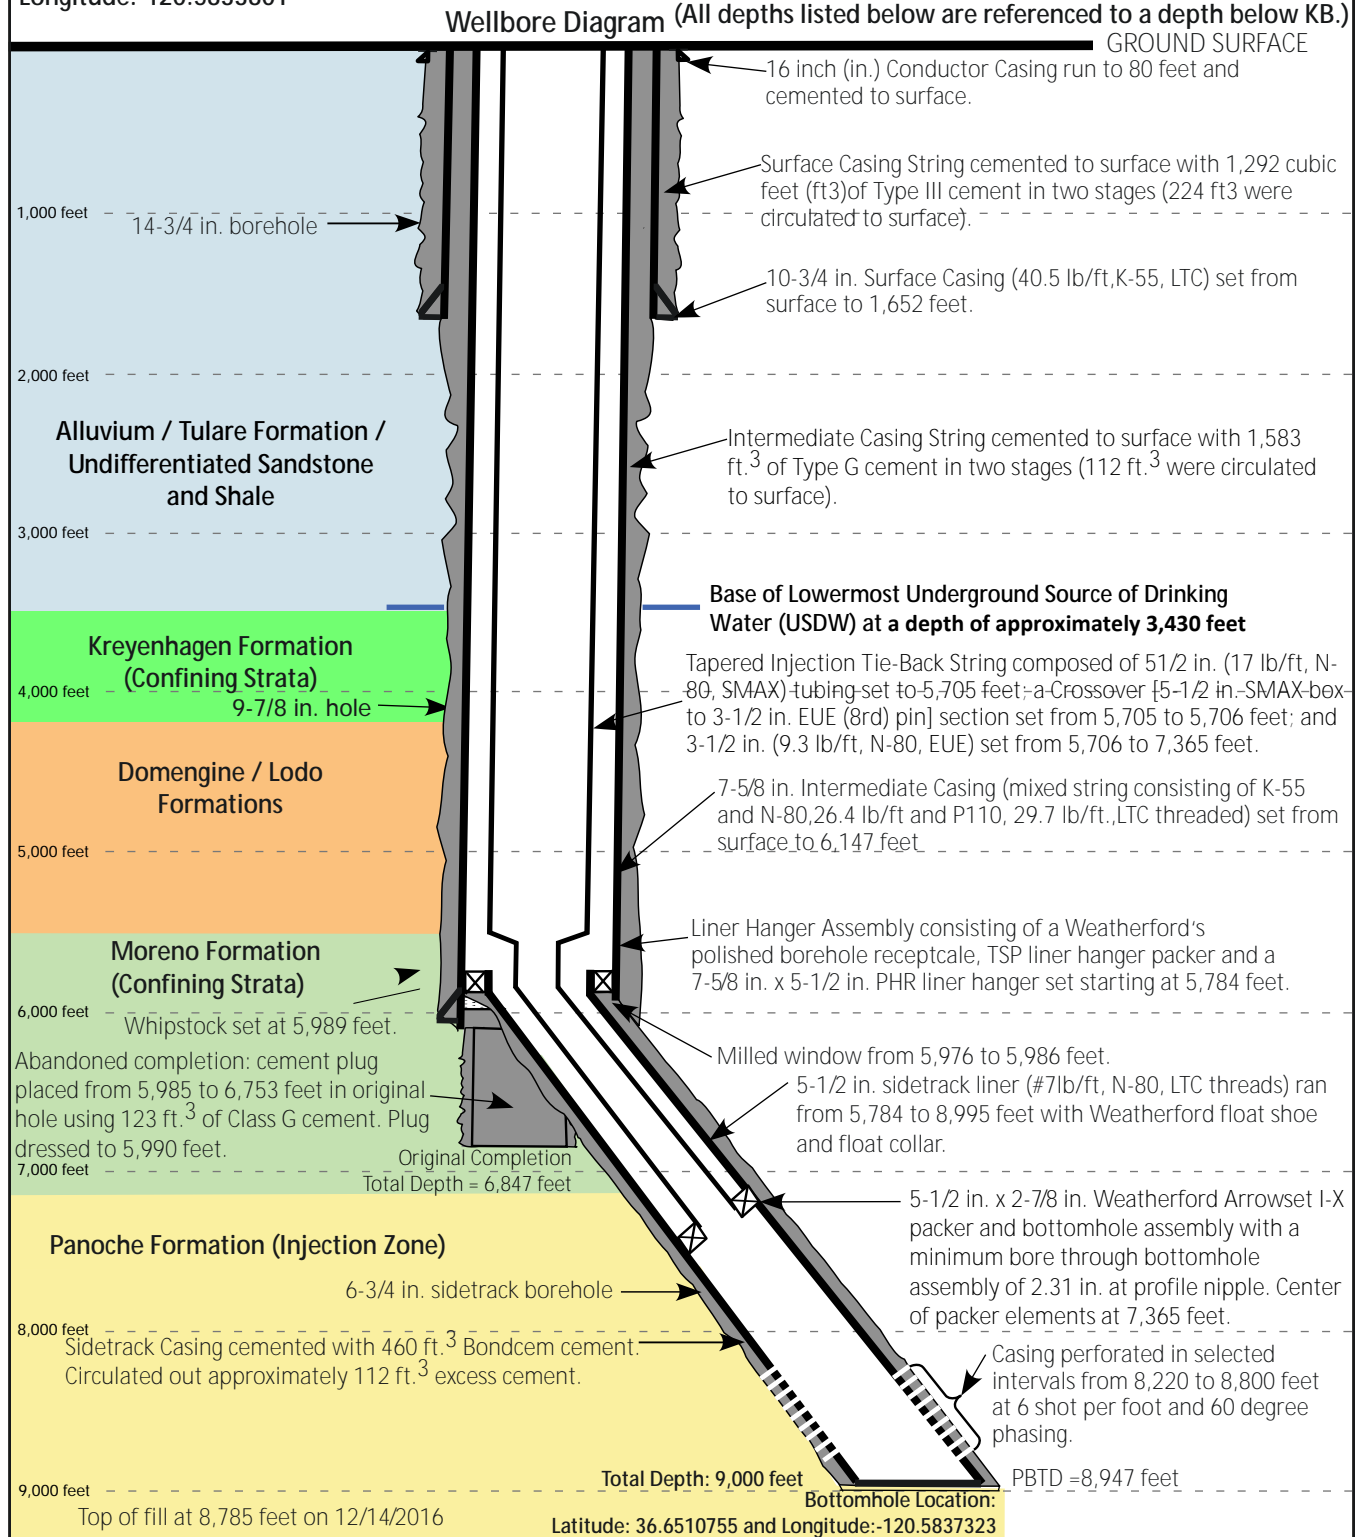 Longitude: -120.5835801
Wellbore Diagram (All depths listed below are referenced to a depth below KB.)
GROUND SURFACE
16 inch (in.) Conductor Casing run to 80 feet and
cemented to surface.
Surface Casing String cemented to surface with 1,292 cubic
feet (ft3)of Type III cement in two stages (224 ft3 were
circulated to surface).
1,000 feet
14-3/4 in. borehole
10-3/4 in. Surface Casing (40.5 lb/ft,K-55, LTC) set from
surface to 1,652 feet.
2,000 feet
Alluvium / Tulare Formation /
Undifferentiated Sandstone
and Shale
Intermediate Casing String cemented to surface with 1,583
ft.3 of Type G cement in two stages (112 ft.3 were circulated
to surface).
3,000 feet
Base of Lowermost Underground Source of Drinking
Water (USDW) at a depth of approximately 3,430 feet
Kreyenhagen Formation
(Confining Strata)
4,000 feet
9-7/8 in. hole
Tapered Injection Tie-Back String composed of 51/2 in. (17 lb/ft, N-
80, SMAX) tubing set to 5,705 feet; a Crossover [5-1/2 in. SMAX box
to 3-1/2 in. EUE (8rd) pin] section set from 5,705 to 5,706 feet; and
3-1/2 in. (9.3 lb/ft, N-80, EUE) set from 5,706 to 7,365 feet.
Domengine / Lodo
Formations
7-5/8 in. Intermediate Casing (mixed string consisting of K-55
and N-80,26.4 lb/ft and P110, 29.7 lb/ft.,LTC threaded) set from
surface to 6,147 feet
5,000 feet
Moreno Formation
(Confining Strata)
Liner Hanger Assembly consisting of a Weatherford's
polished borehole receptcale, TSP liner hanger packer and a
7-5/8 in. x 5-1/2 in. PHR liner hanger set starting at 5,784 feet.
6,000 feet
Whipstock set at 5,989 feet.
Milled window from 5,976 to 5,986 feet.
Abandoned completion: cement plug
placed from 5,985 to 6,753 feet in original
hole using 123 ft.3 of Class G cement. Plug
dressed to 5,990 feet.
5-1/2 in. sidetrack liner (#7lb/ft, N-80, LTC threads) ran
from 5,784 to 8,995 feet with Weatherford float shoe
and float collar.
7,000 feet
Original Completion
Total Depth = 6,847 feet
5-1/2 in. x 2-7/8 in. Weatherford Arrowset I-X
packer and bottomhole assembly with a
minimum bore through bottomhole
assembly of 2.31 in. at profile nipple. Center
of packer elements at 7,365 feet.
Panoche Formation (Injection Zone)
6-3/4 in. sidetrack borehole
8,000 feet
Sidetrack Casing cemented with 460 ft.3 Bondcem cement.
Circulated out approximately 112 ft.3 excess cement.
Casing perforated in selected
intervals from 8,220 to 8,800 feet
at 6 shot per foot and 60 degree
phasing.
Total Depth: 9,000 feet
PBTD =8,947 feet
9,000 feet
Top of fill at 8,785 feet on 12/14/2016
Bottomhole Location:
Latitude: 36.6510755 and Longitude:-120.5837323